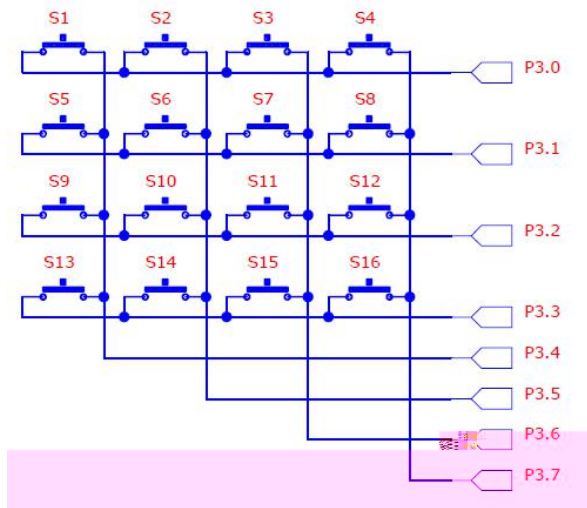 S1 S2 S3 S4
P3.0
S5 S6 S7 S8
P3.1
S9 S10 S11 S12
P3.2
S13 S14 S15 S16
P3.3
P3.4
P3.5
P3.6
P3.7